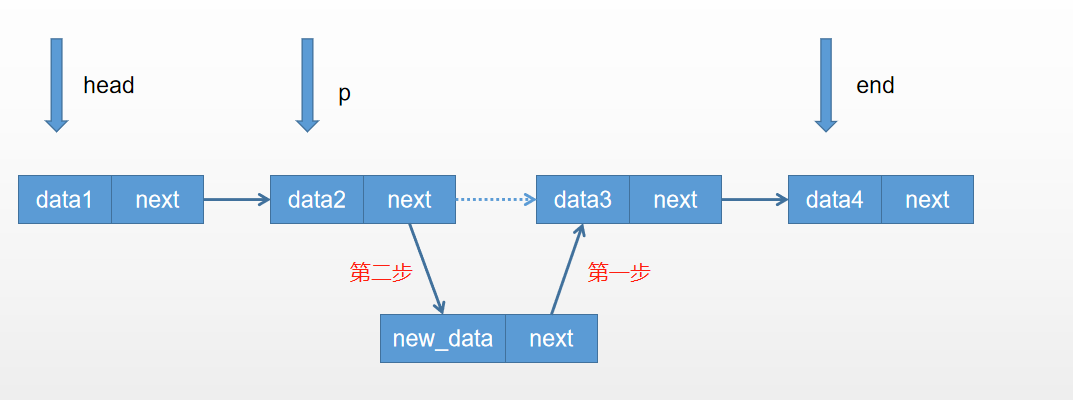 head
p
end
data1 next
data2 next
data3 next
data4 next
第二步
第一步
new_data next